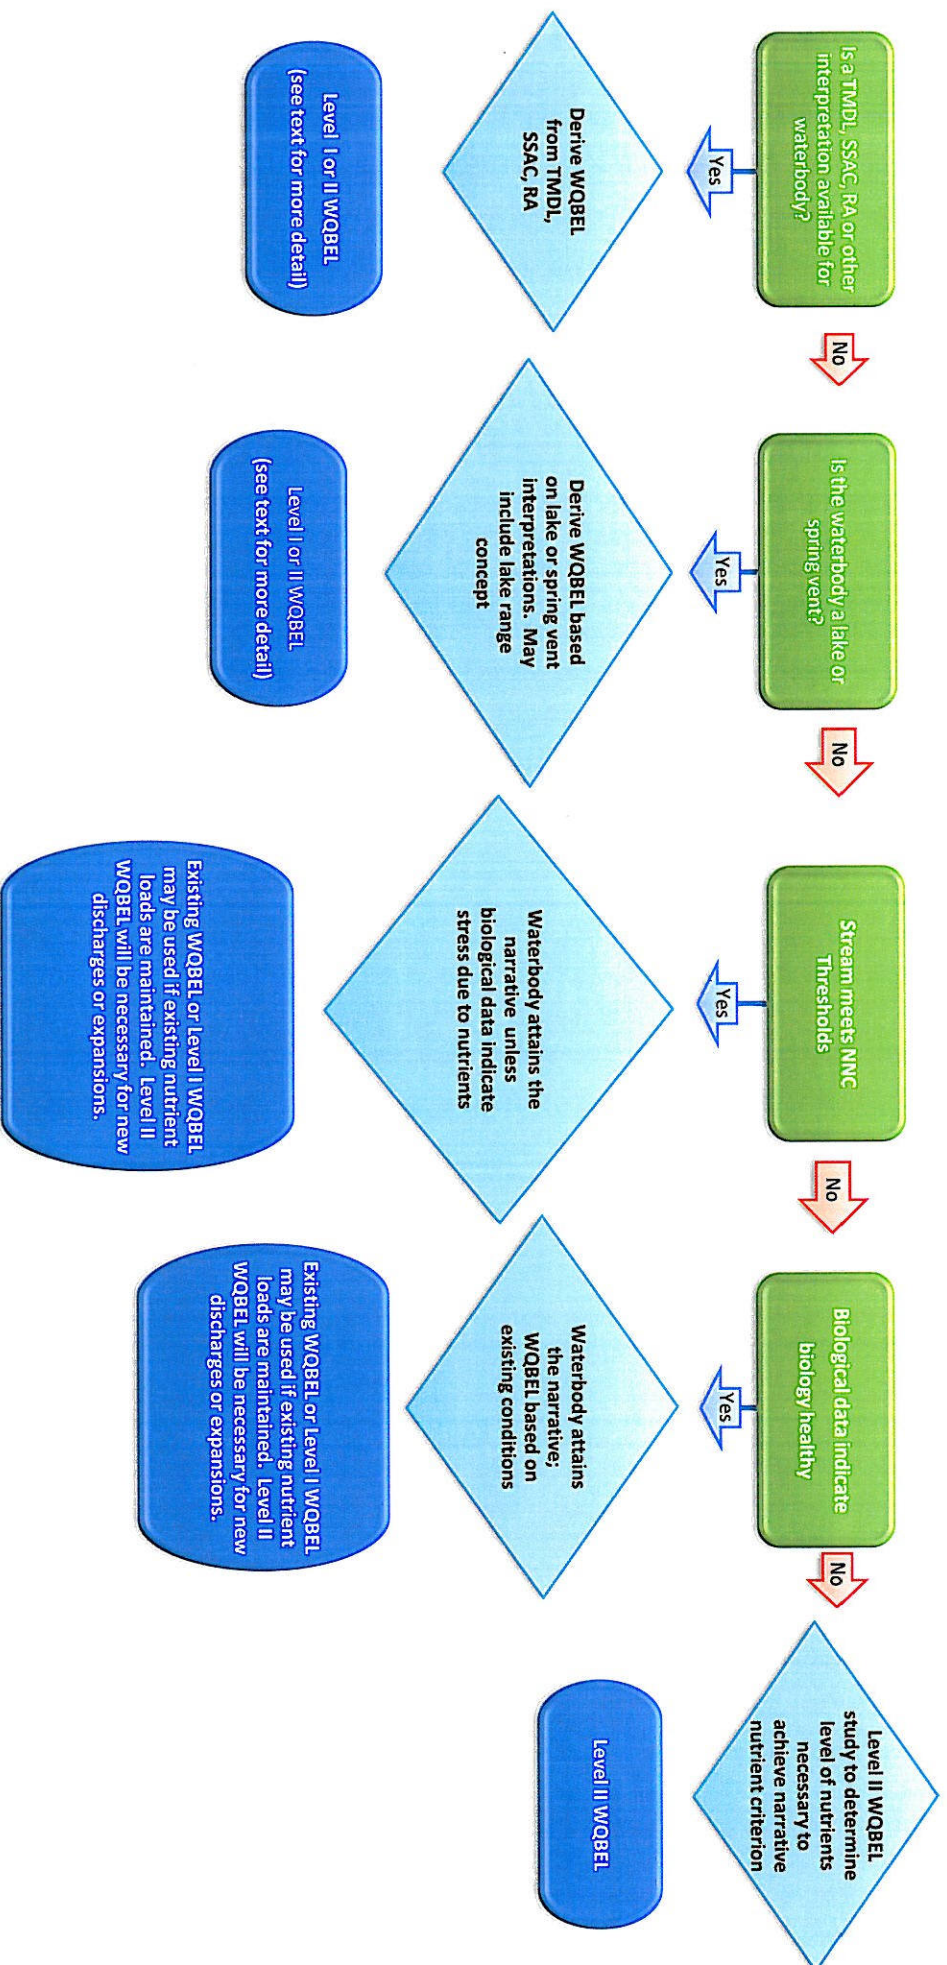 Is a TMDL, SSAC, RA or other
interpretation available for
waterbody?
No
Is the waterbody a lake or
spring vent?
No
Stream meets NNC
Thresholds
No
Biological data indicate
biology healthy
No
Level II WQBEL
study to determine
level of nutrients
necessary to
achieve narrative
nutrient criterion
Yes
Yes
Yes
Yes
Derive WQBEL
from TMDL,
SSAC, RA
Derive WQBEL based
on lake or spring vent
interpretations. May
include lake range
concept
Waterbody attains the
narrative unless
biological data indicate
stress due to nutrients
Waterbody attains
the narrative;
WQBEL based on
existing conditions
Level II WQBEL
Level I or II WQBEL
(see text for more detail)
Level I or II WQBEL
(see text for more detail)
Existing WQBEL or Level I WQBEL
may be used if existing nutrient
loads are maintained. Level II
WQBEL will be necessary for new
discharges or expansions.
Existing WQBEL or Level I WQBEL
may be used if existing nutrient
loads are maintained. Level II
WQBEL will be necessary for new
discharges or expansions.